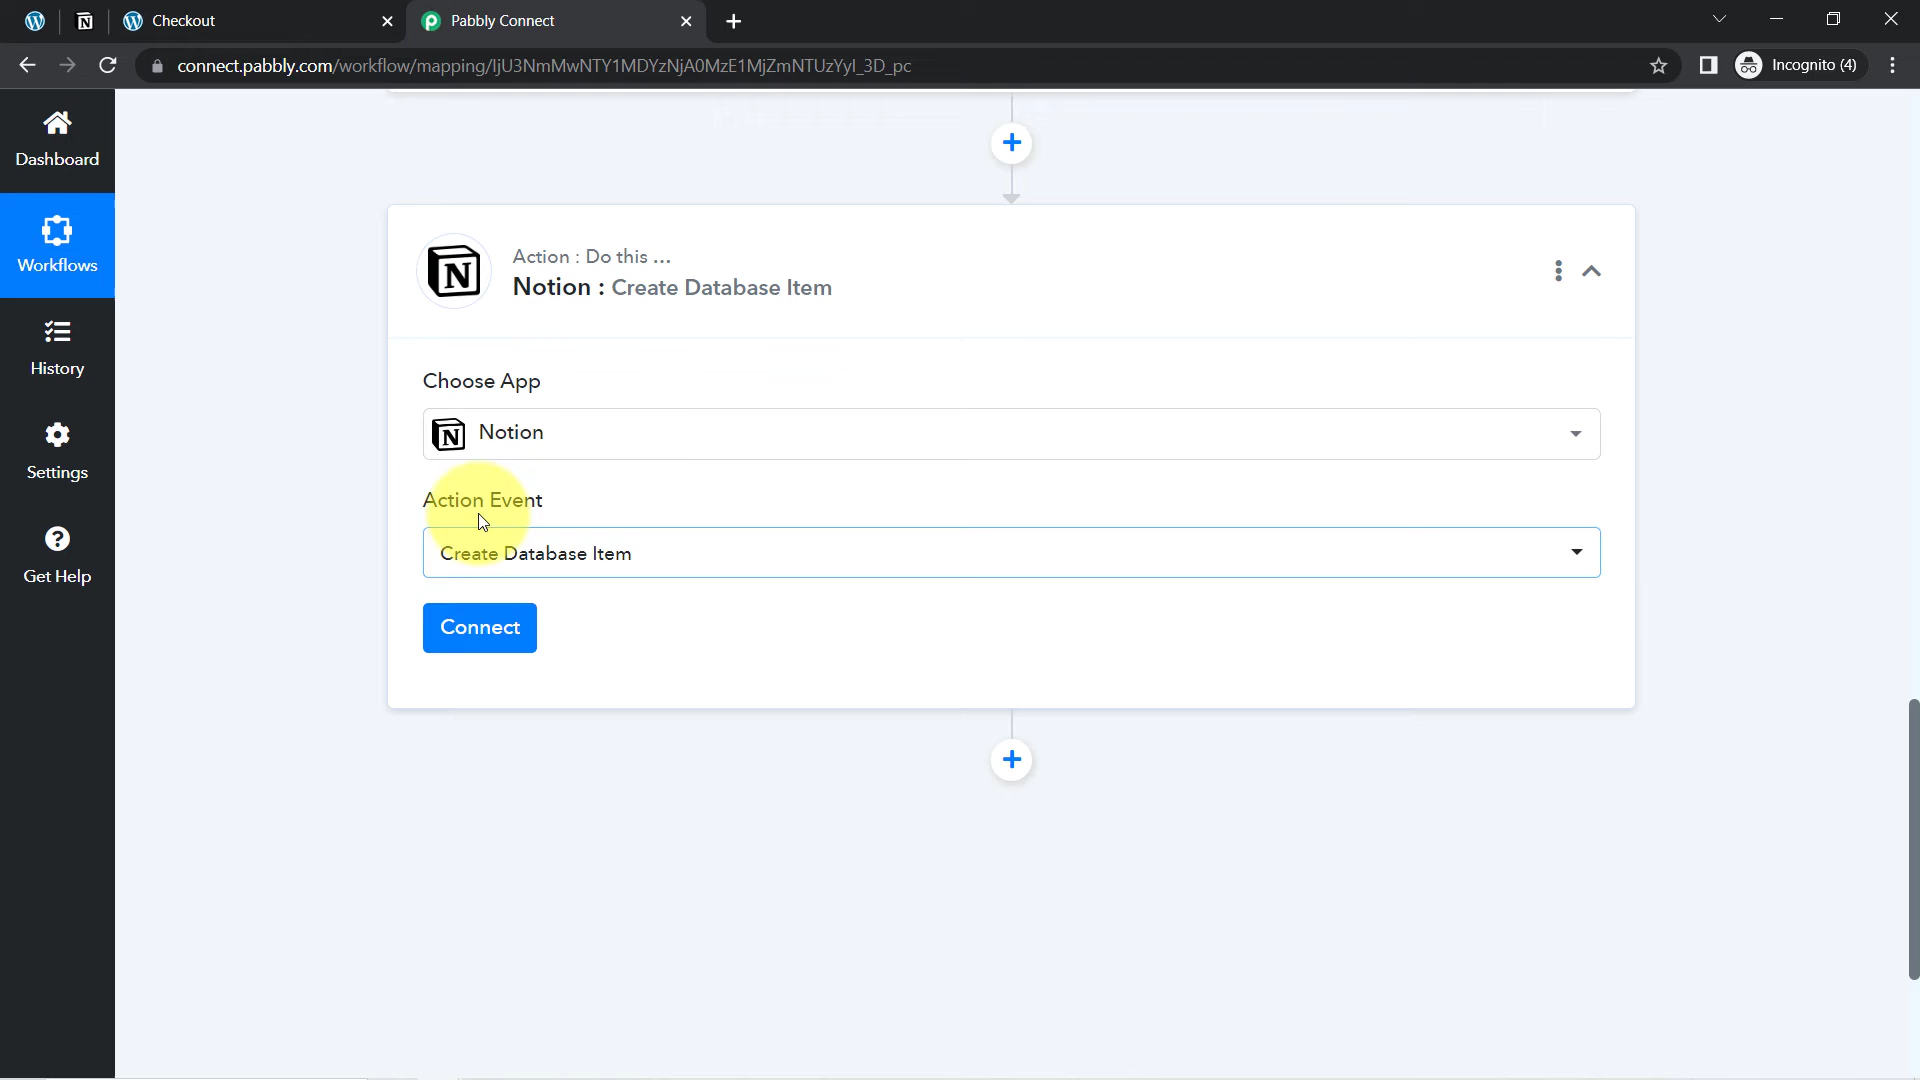 Checkout
Pabbly Connect
connect.pabbly.com/workflow/mapping/IjU3NmMwNTY1MDYzNjA0MzE1MjZmNTUzYyI_3D_pc
Incognito (4)
Dashboard
Workflows
History
Settings
Get Help
Action : Do this ...
Notion : Create Database Item
Choose App
Notion
Action Event
Create Database Item
Connect